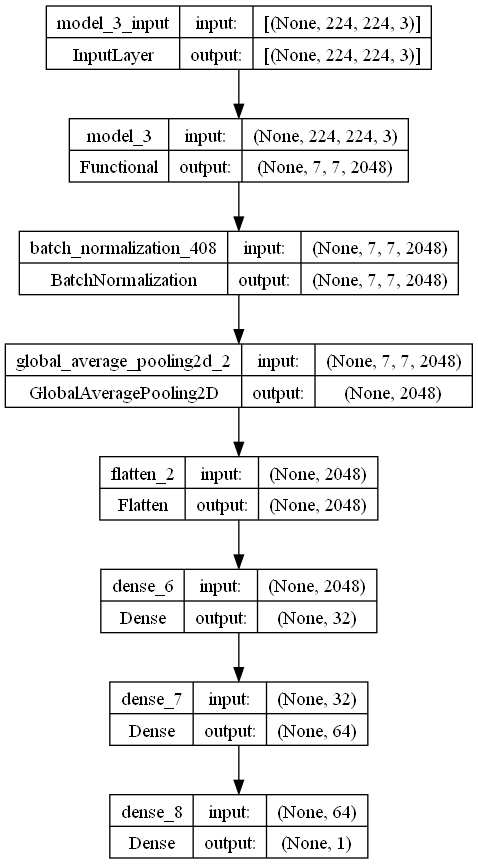 model_3_input input: [(None, 224, 224, 3)]
InputLayer output: [(None, 224, 224, 3)]
model_3 input: (None, 224, 224, 3)
Functional output: (None, 7, 7, 2048)
batch_normalization_408 input: (None, 7, 7, 2048)
BatchNormalization output: (None, 7, 7, 2048)
global_average_pooling2d_2 input: (None, 7, 7, 2048)
GlobalAveragePooling2D output: (None, 2048)
flatten_2 input: (None, 2048)
Flatten output: (None, 2048)
dense_6 input: (None, 2048)
Dense output: (None, 32)
dense_7 input: (None, 32)
Dense output: (None, 64)
dense_8 input: (None, 64)
Dense output: (None, 1)